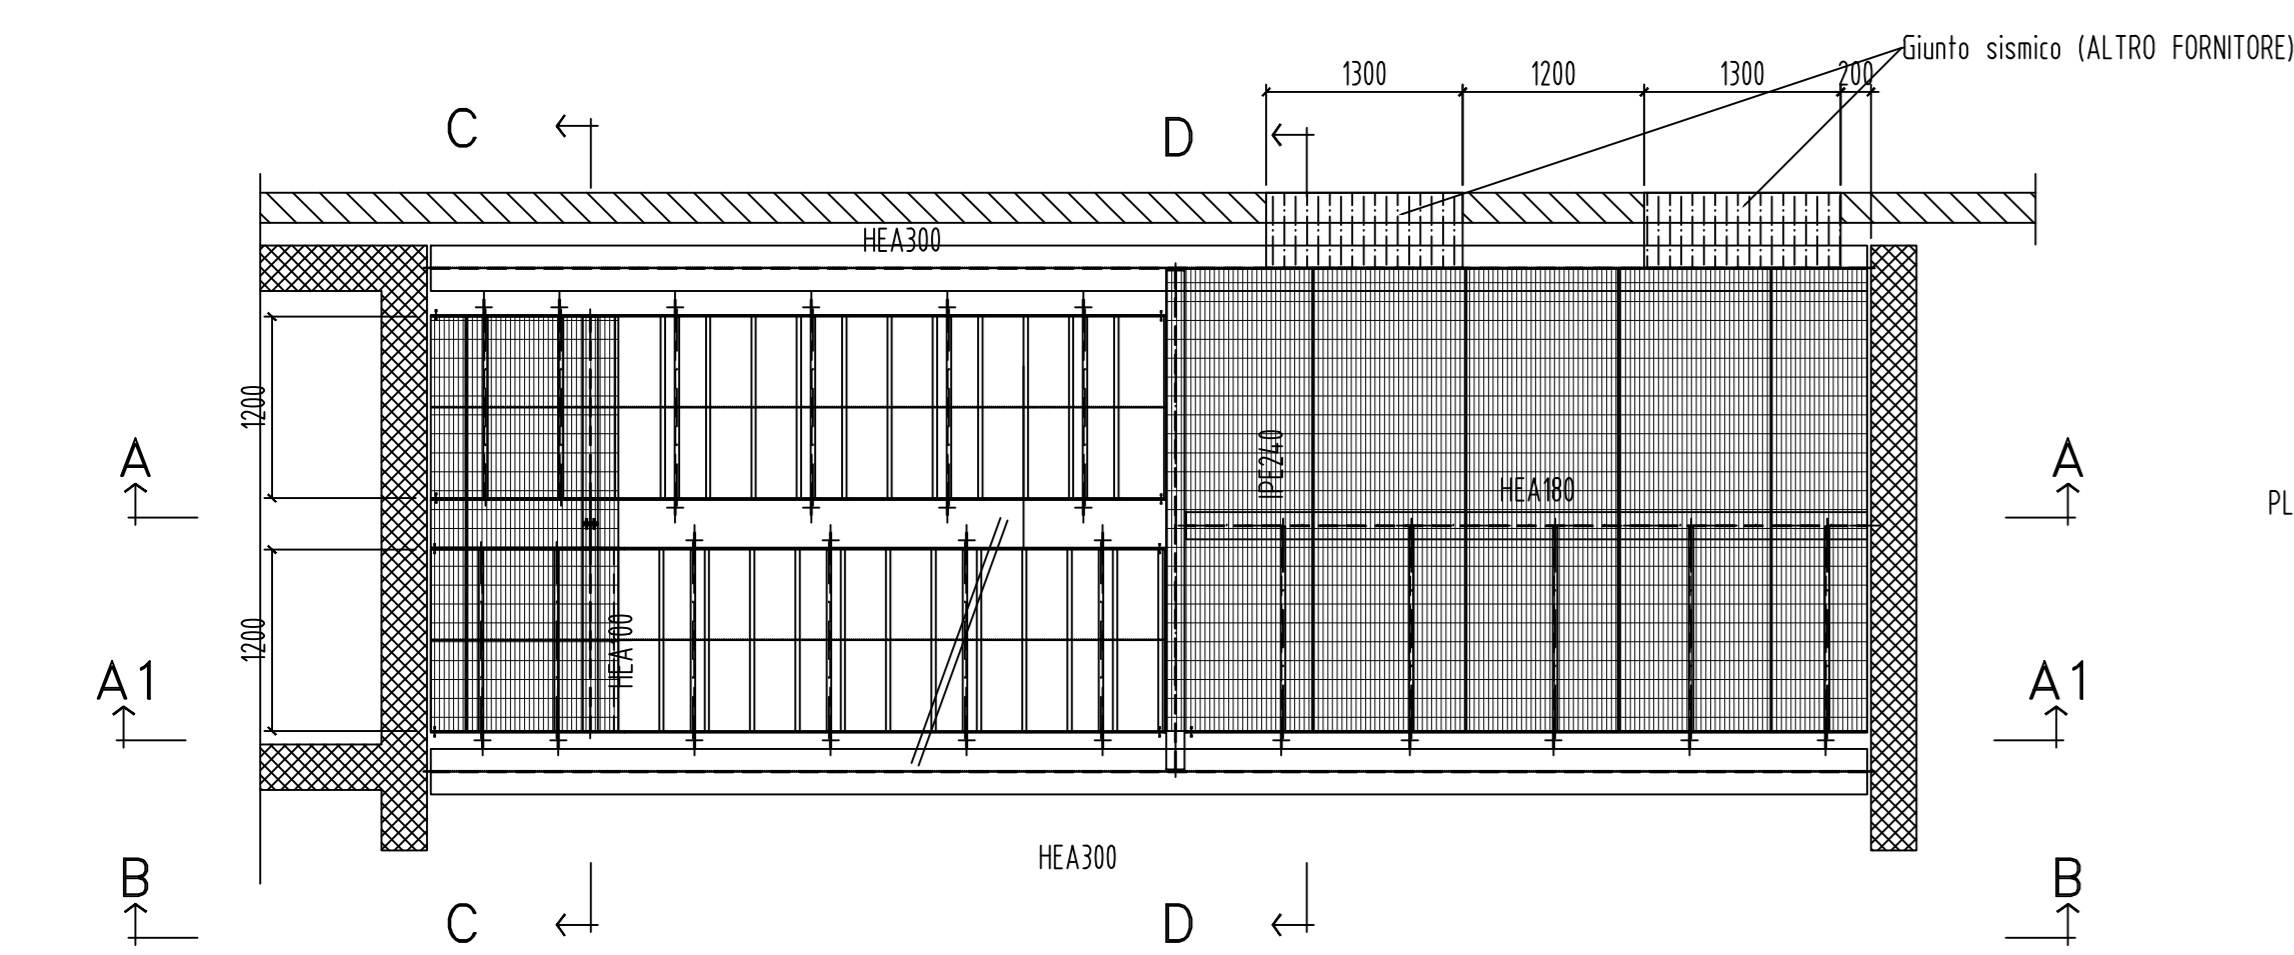 Giunto sismico (ALTRO FORNITORE)
1300
1200
1300
200
C
D
HEA300
1200
A
IPE240
HEA180
A
PL
1200
HEA100
A1
A1
HEA300
B
B
C
D